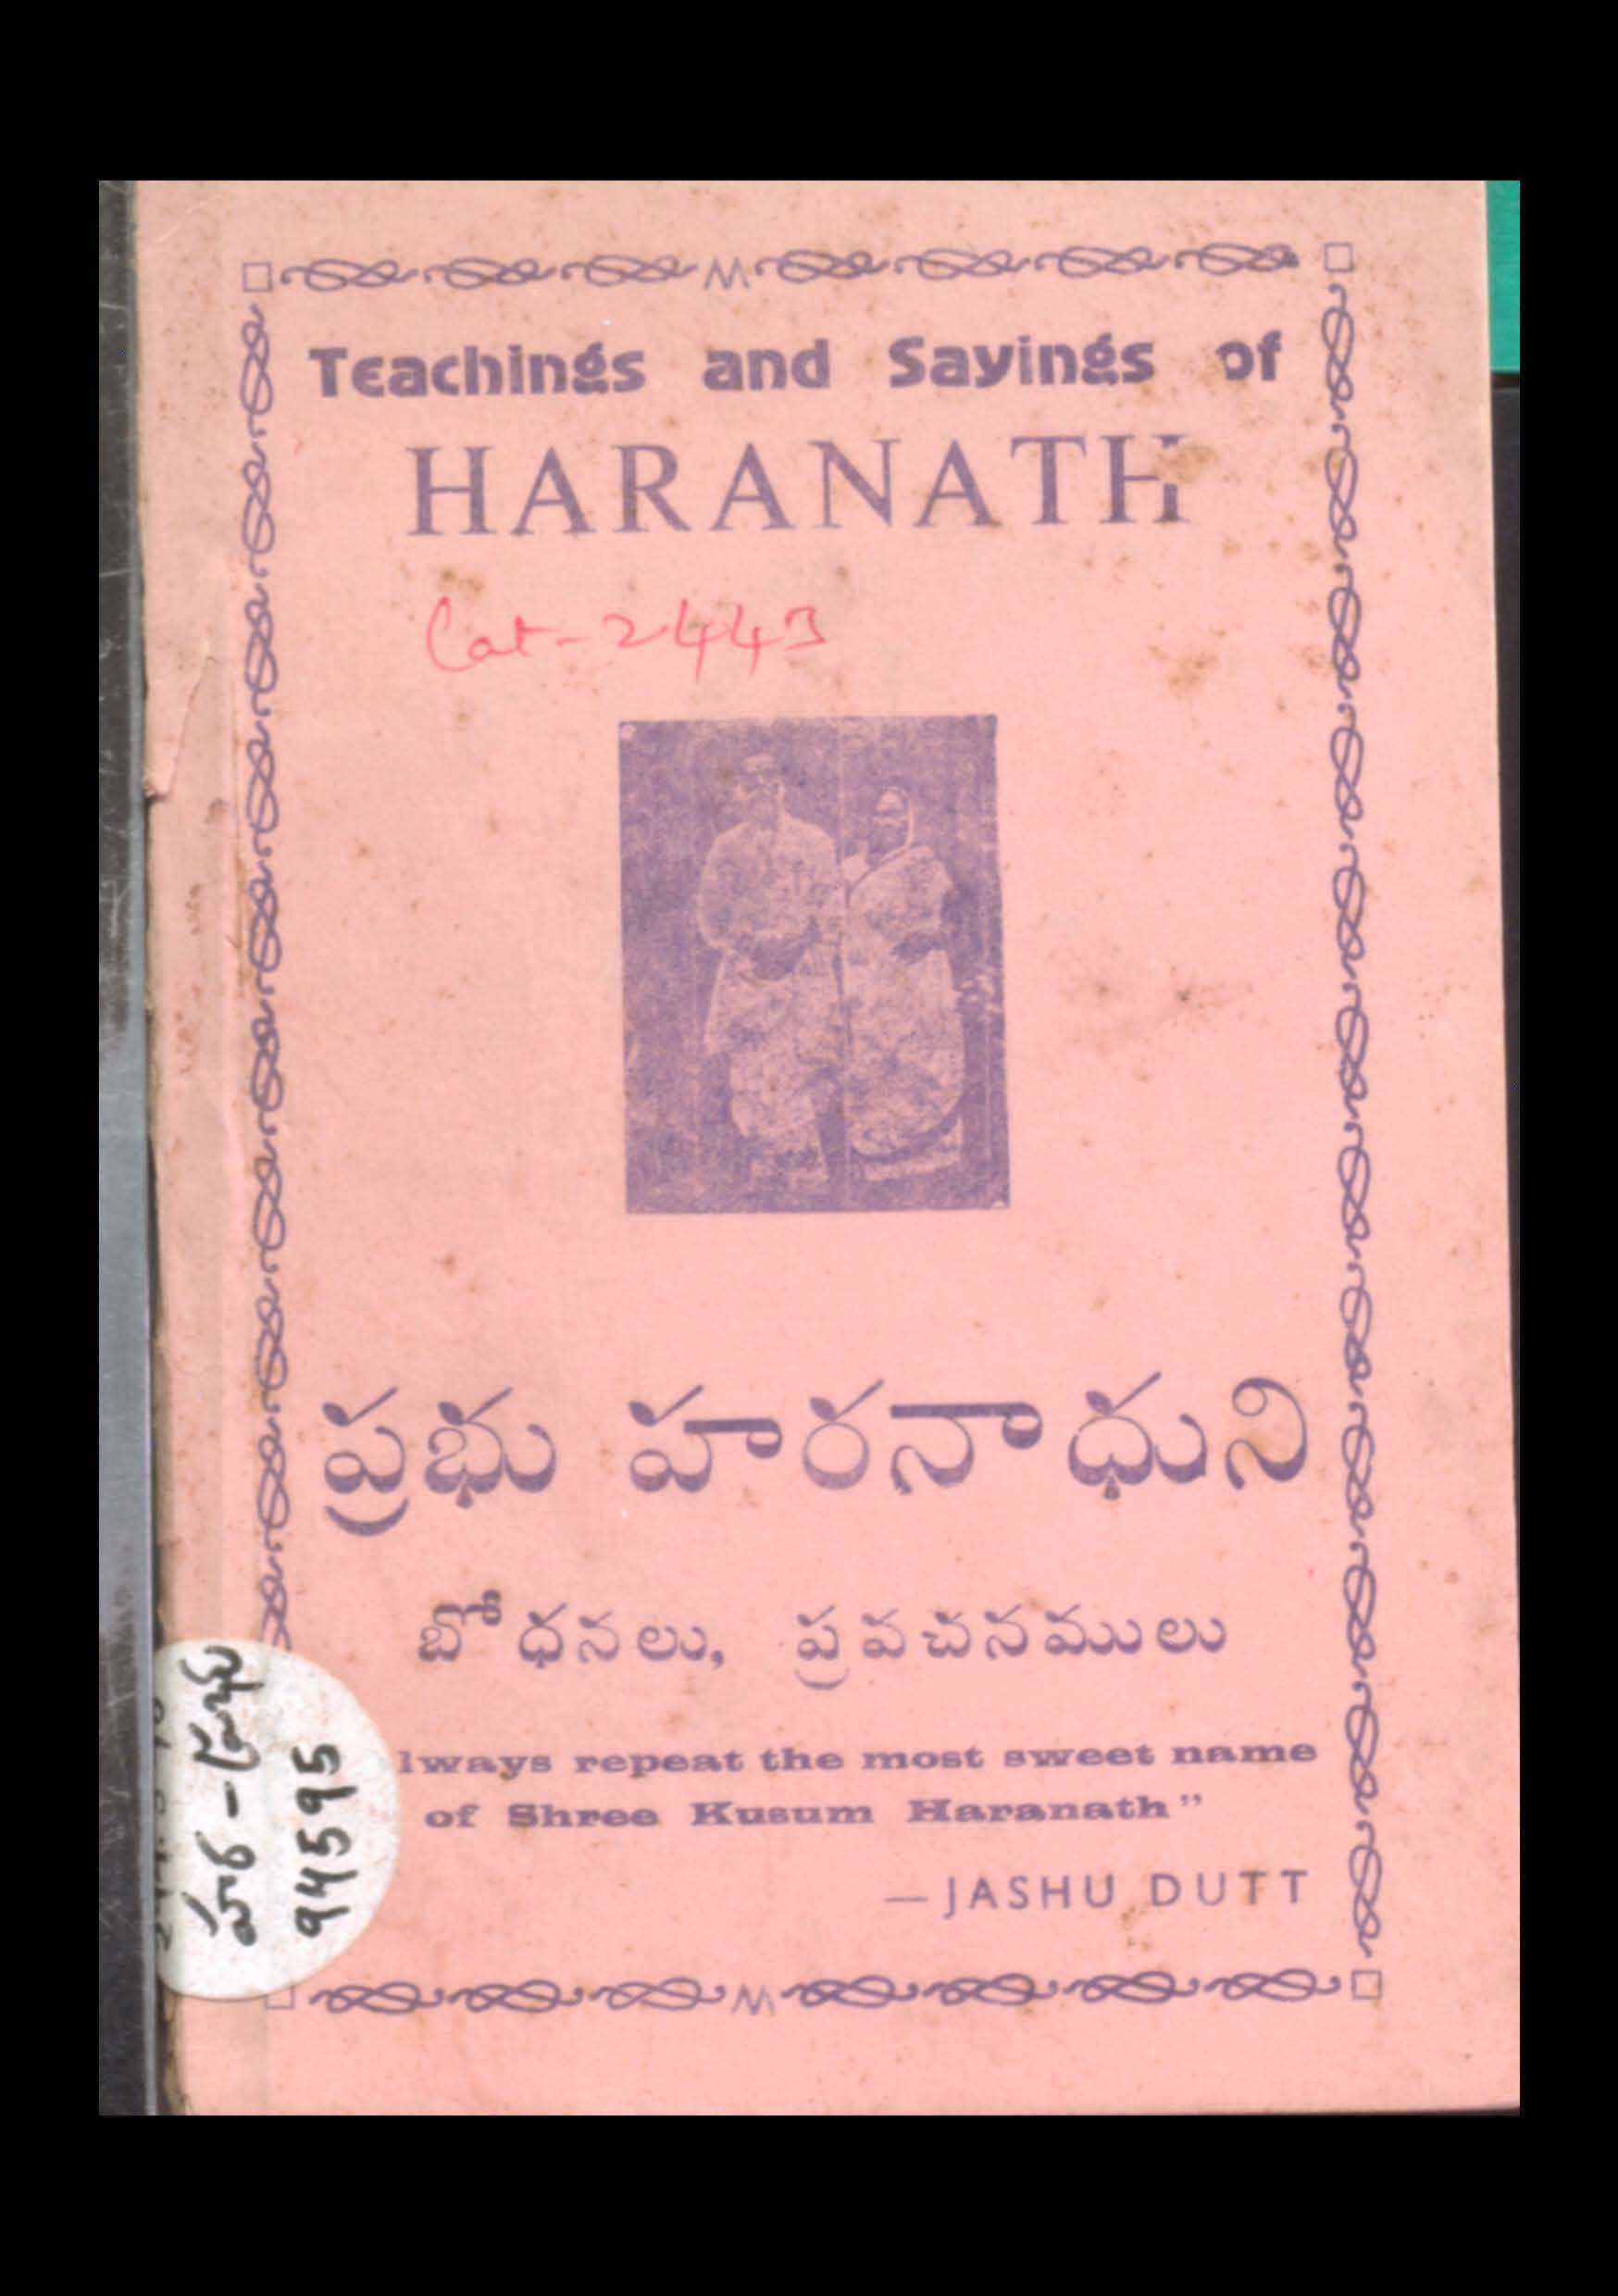 Teachings and Sayings of
HARANATH
Cat-2443
ప్రభు హరనాధుని
బోధనలు, ప్రవచనములు
lways repeat the most sweet name
of Shree Kusum Haranath”
—JASHU DUTT
94595